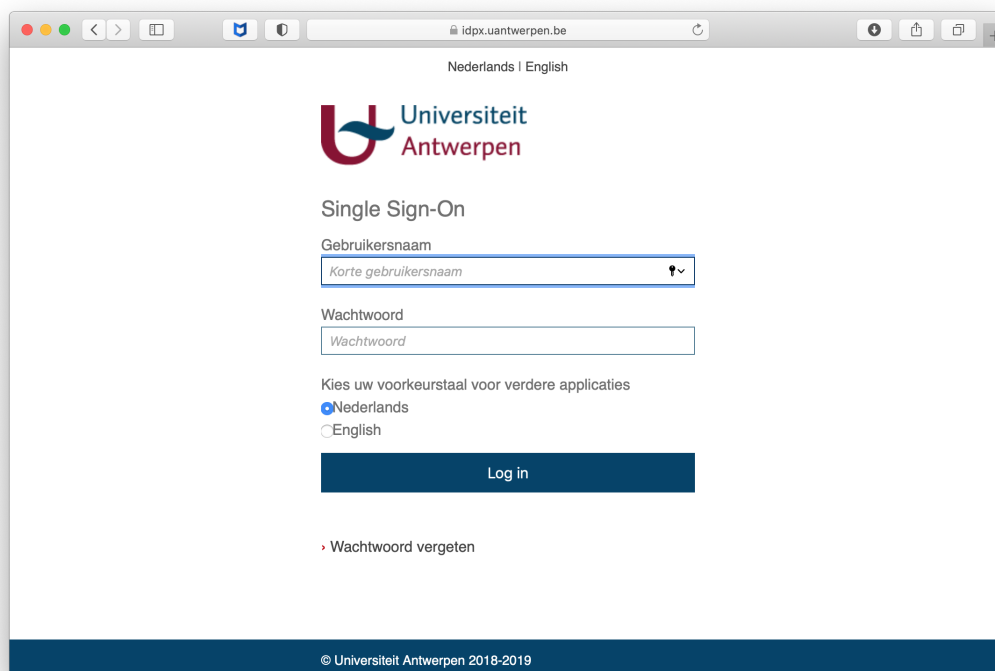 idpx.uantwerpen.be
Nederlands | English
Universiteit
Antwerpen
Single Sign-On
Gebruikersnaam
Korte gebruikersnaam
Wachtwoord
Wachtwoord
Kies uw voorkeurstaal voor verdere applicaties
Nederlands
English
Log in
› Wachtwoord vergeten
© Universiteit Antwerpen 2018-2019